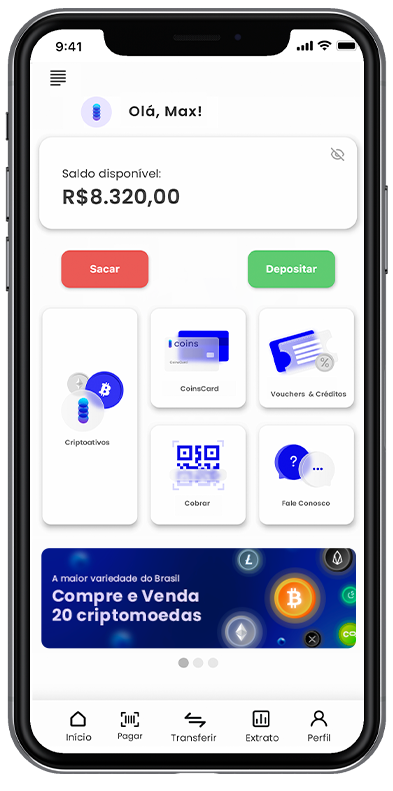 9:41
Olá, Max!
Saldo disponível:
R$8.320,00
Sacar
Depositar
coins
Criptoativos
CoinsCard
Vouchers & Créditos
Cobrar
Fale Conosco
A maior variedade do Brasil
Compre e Venda
20 criptomoedas
Início
Pagar
Transferir
Extrato
Perfil